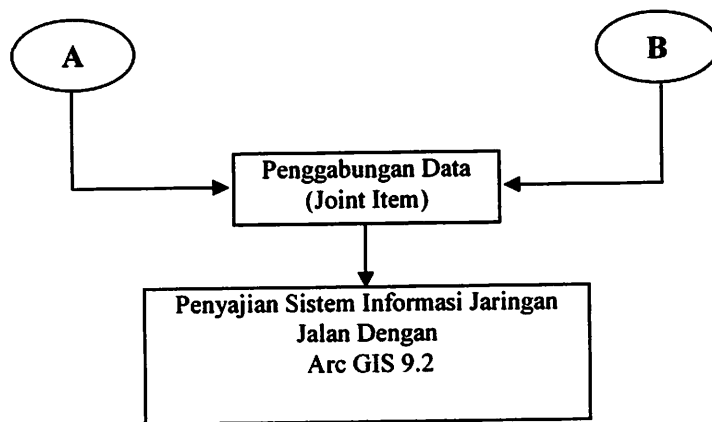 A
B
Penggabungan Data
(Joint Item)
Penyajian Sistem Informasi Jaringan
Jalan Dengan
Arc GIS 9.2